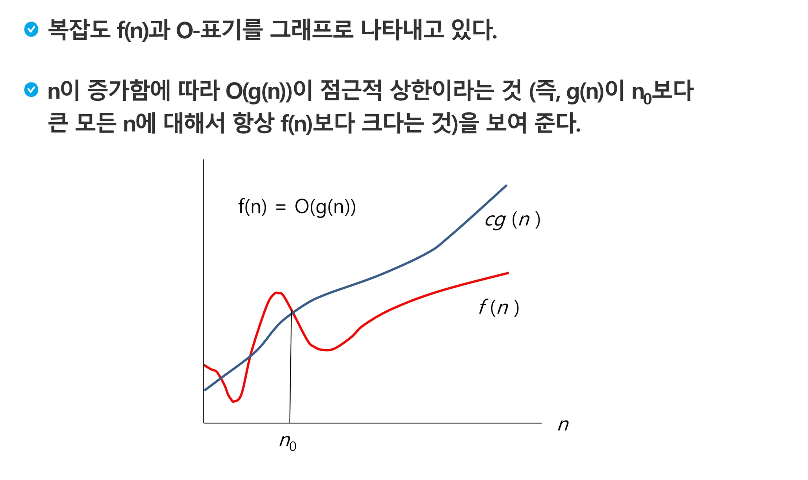 복잡도 f(n)과 O-표기를 그래프로 나타내고 있다.
n이 증가함에 따라 O(g(n))이 점근적 상한이라는 것 (즉, g(n)이 n₀보다
큰 모든 n에 대해서 항상 f(n)보다 크다는 것)을 보여 준다.
f(n) = O(g(n))
cg (n)
f (n)
n
n₀